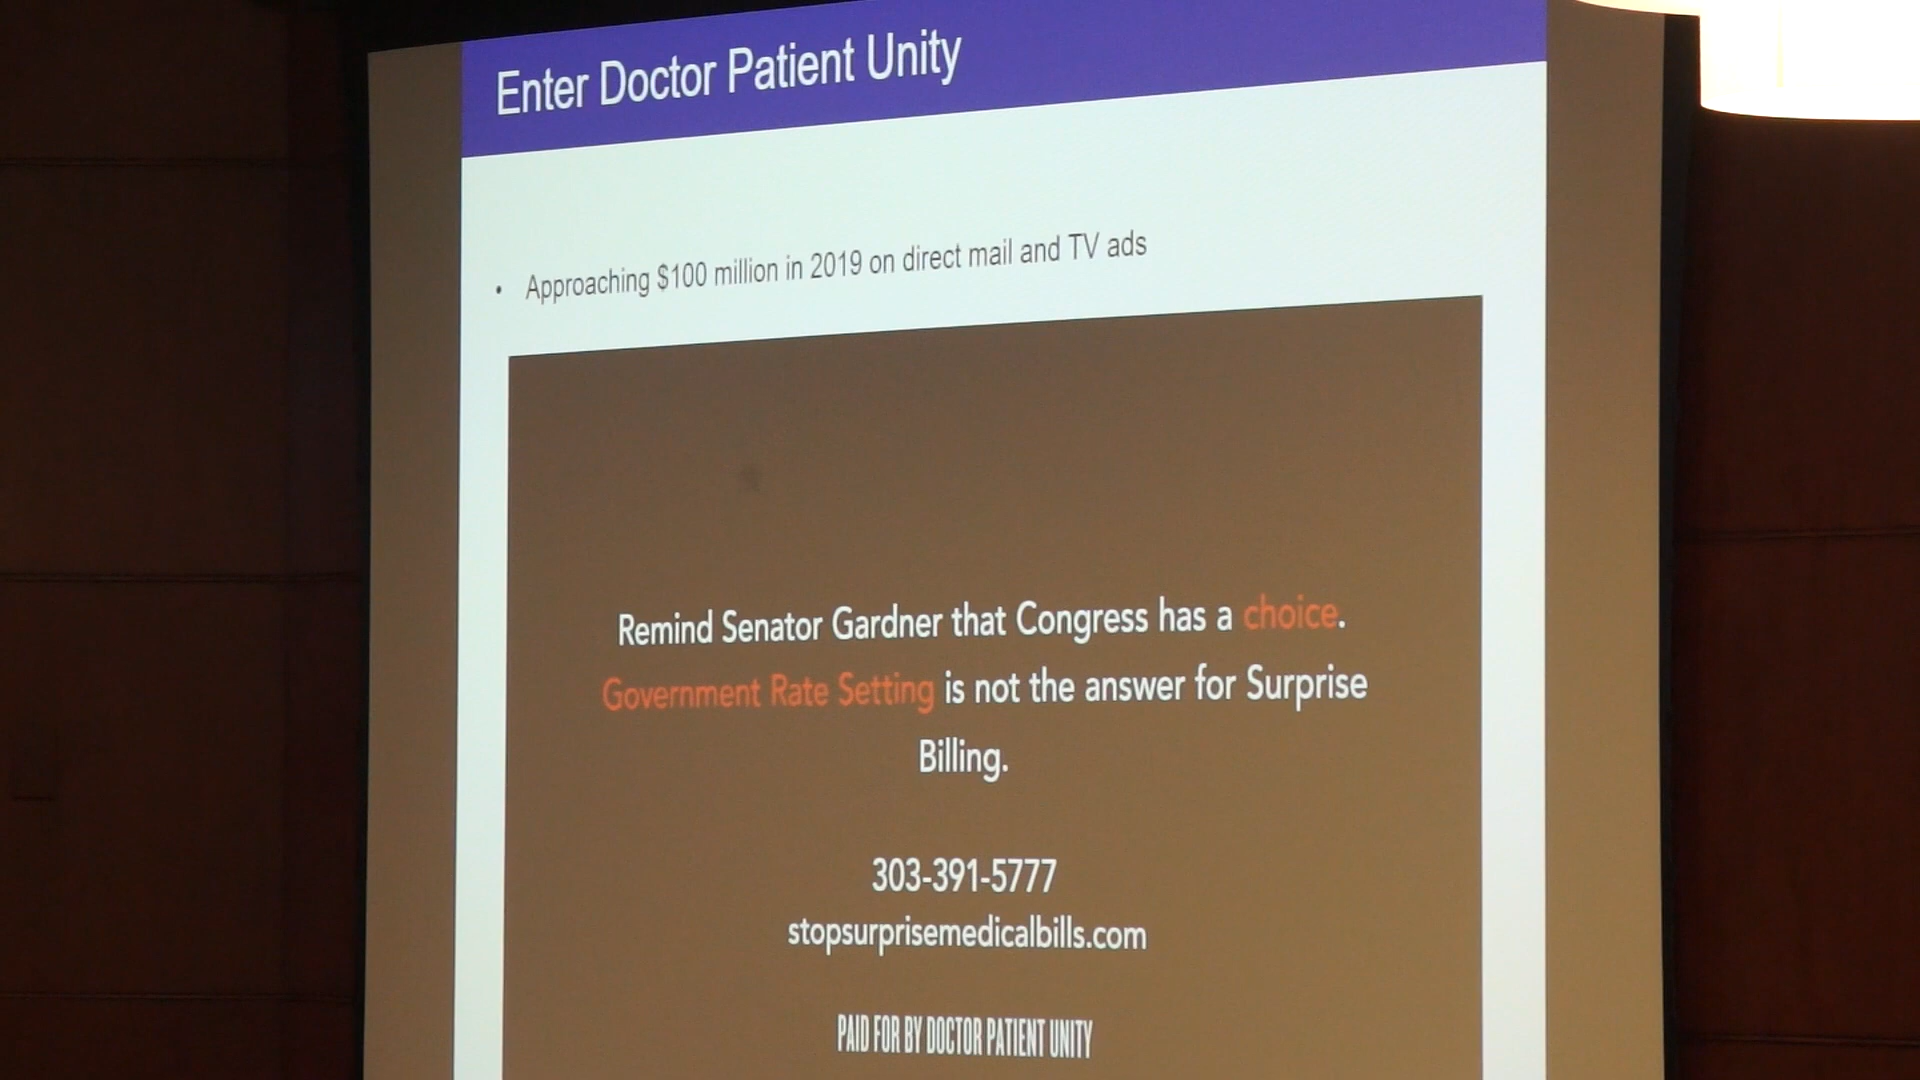 Enter Doctor Patient Unity
• Approaching $100 million in 2019 on direct mail and TV ads
Remind Senator Gardner that Congress has a choice.
Government Rate Setting is not the answer for Surprise
Billing.
303-391-5777
stopsurprisemedicalbills.com
PAID FOR BY DOCTOR PATIENT UNITY